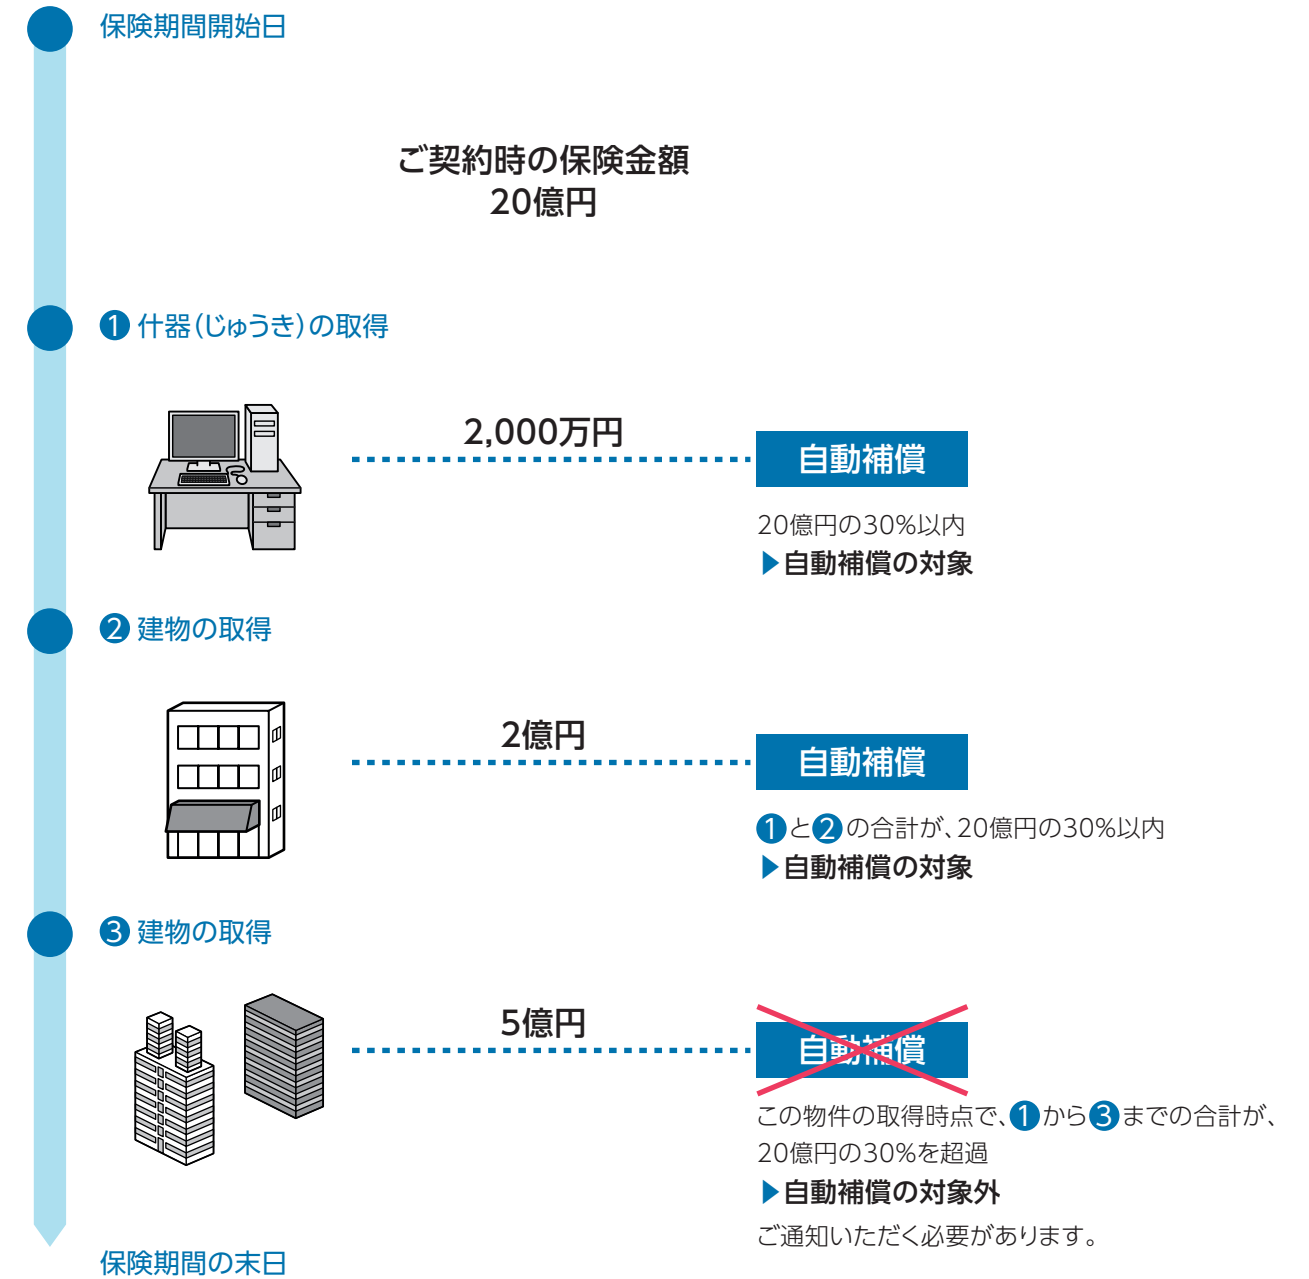 保険期間開始日
ご契約時の保険金額
20億円
❶ 什器(じゅうき)の取得
2,000万円
自動補償
20億円の30%以内
▶自動補償の対象
❷ 建物の取得
2億円
自動補償
❶と❷の合計が、20億円の30%以内
▶自動補償の対象
❸ 建物の取得
5億円
自動補償
この物件の取得時点で、❶から❸までの合計が、
20億円の30%を超過
▶自動補償の対象外
ご通知いただく必要があります。
保険期間の末日